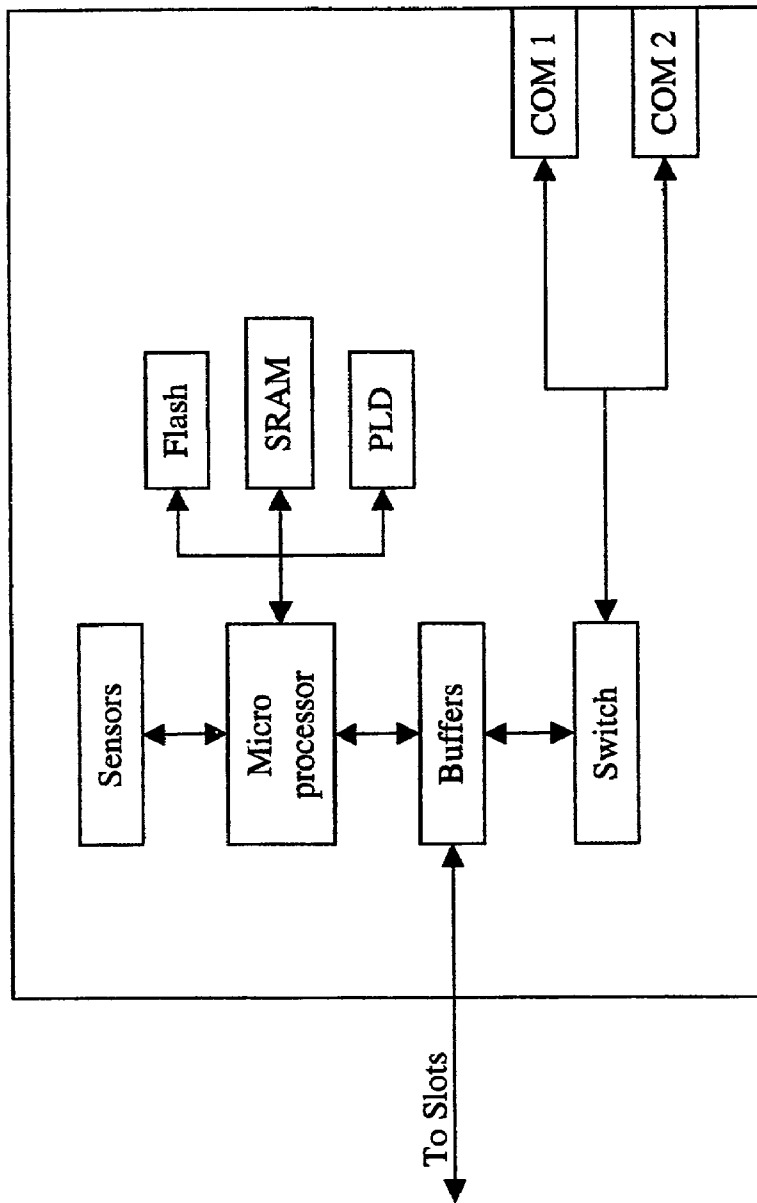 Sensors
Micro
processor
Buffers
Switch
Flash
SRAM
PLD
COM 1
COM 2
To Slots